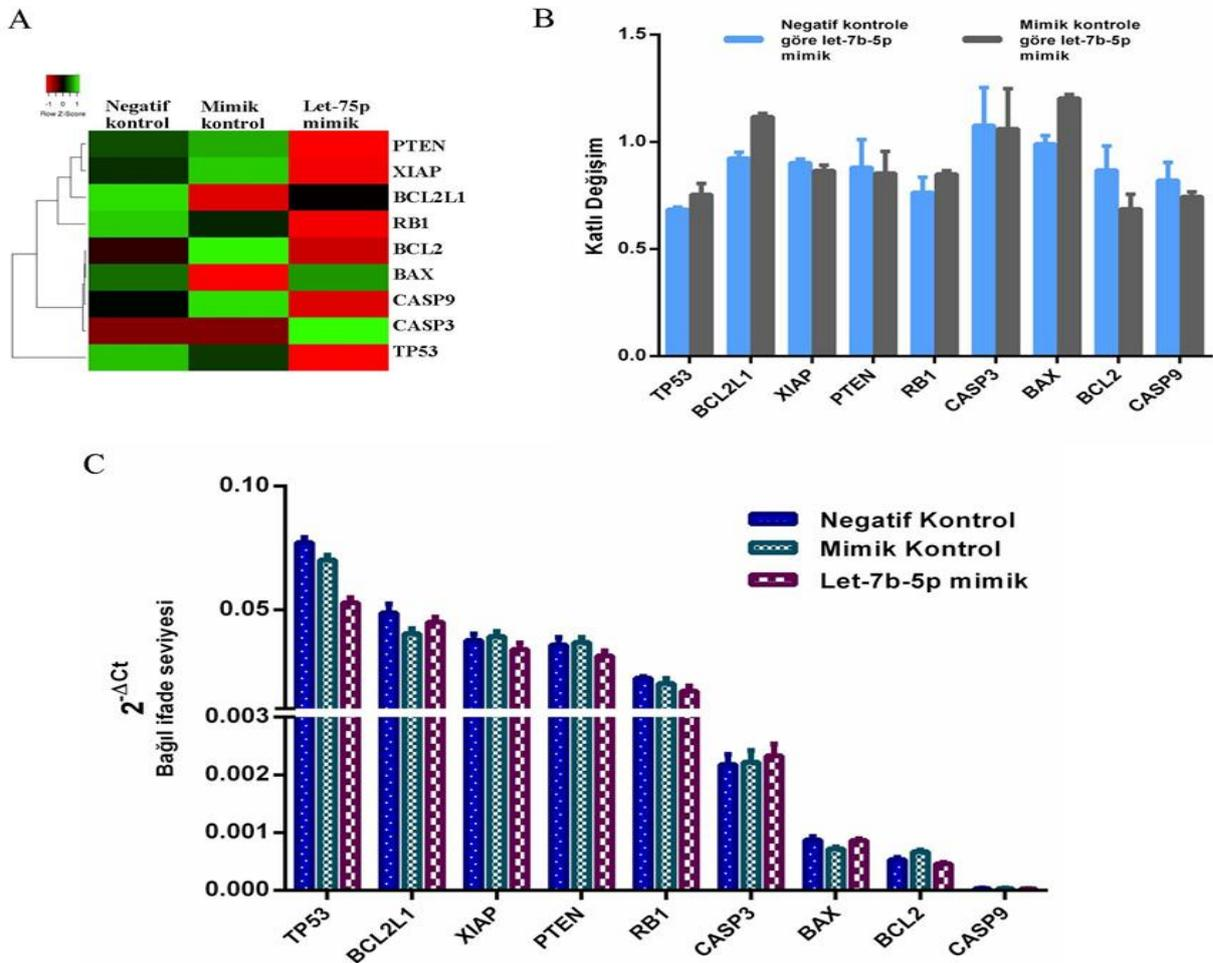 A
-1 0 1
Row Z-Score
Negatif kontrol
Mimik kontrol
Let-75p mimik
PTEN
XIAP
BCL2L1
RB1
BCL2
BAX
CASP9
CASP3
TP53
B
Negatif kontrole
göre let-7b-5p
mimik
Mimik kontrole
göre let-7b-5p
mimik
Katlı Değişim
1.5
1.0
0.5
0.0
TP53
BCL2L1
XIAP
PTEN
RB1
CASP3
BAX
BCL2
CASP9
C
2^-ΔCt
Bağıl ifade seviyesi
0.10
0.05
0.003
0.002
0.001
0.000
Negatif Kontrol
Mimik Kontrol
Let-7b-5p mimik
TP53
BCL2L1
XIAP
PTEN
RB1
CASP3
BAX
BCL2
CASP9